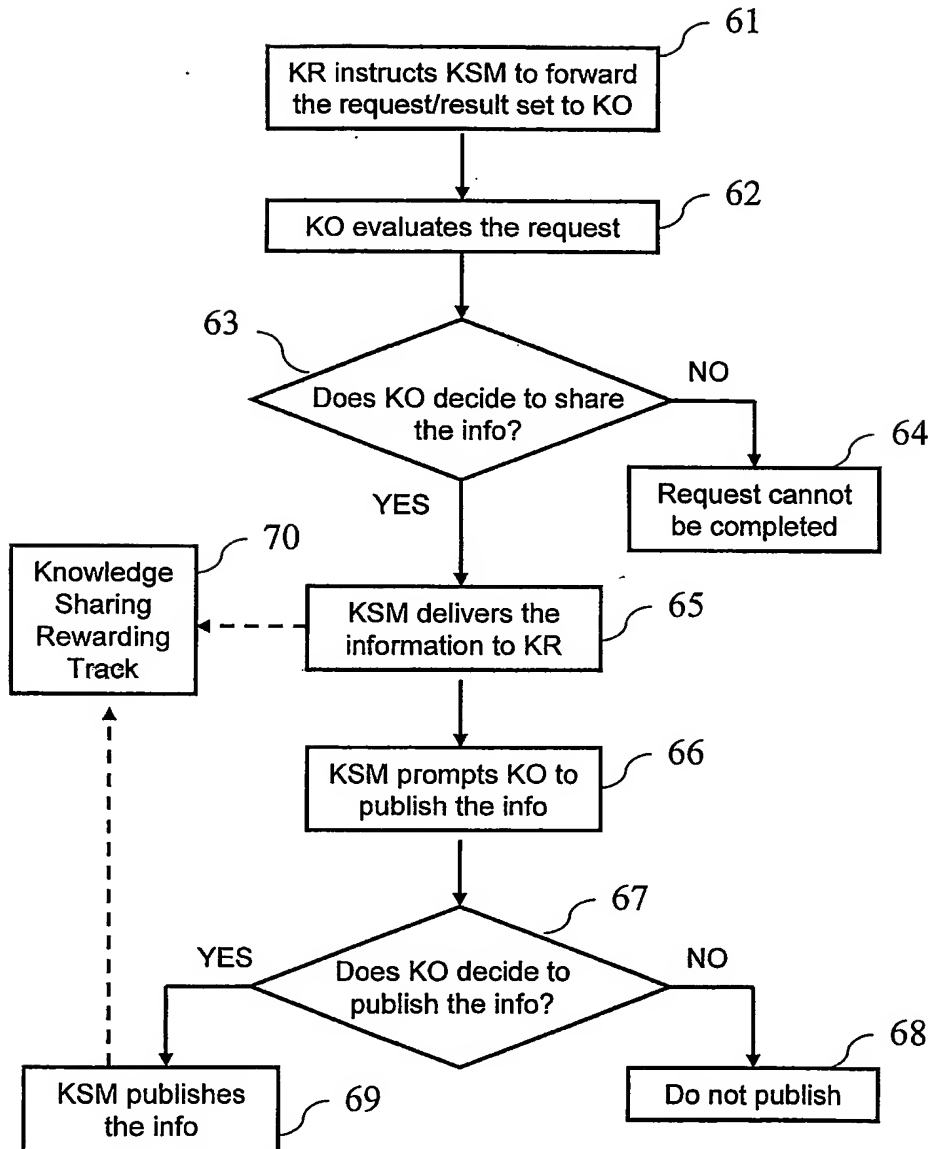 61
KR instructs KSM to forward
the request/result set to KO
62
KO evaluates the request
63
Does KO decide to share
the info?
NO
64
Request cannot
be completed
YES
70
Knowledge
Sharing
Rewarding
Track
65
KSM delivers the
information to KR
66
KSM prompts KO to
publish the info
67
YES
Does KO decide to
publish the info?
NO
68
Do not publish
KSM publishes
the info
69